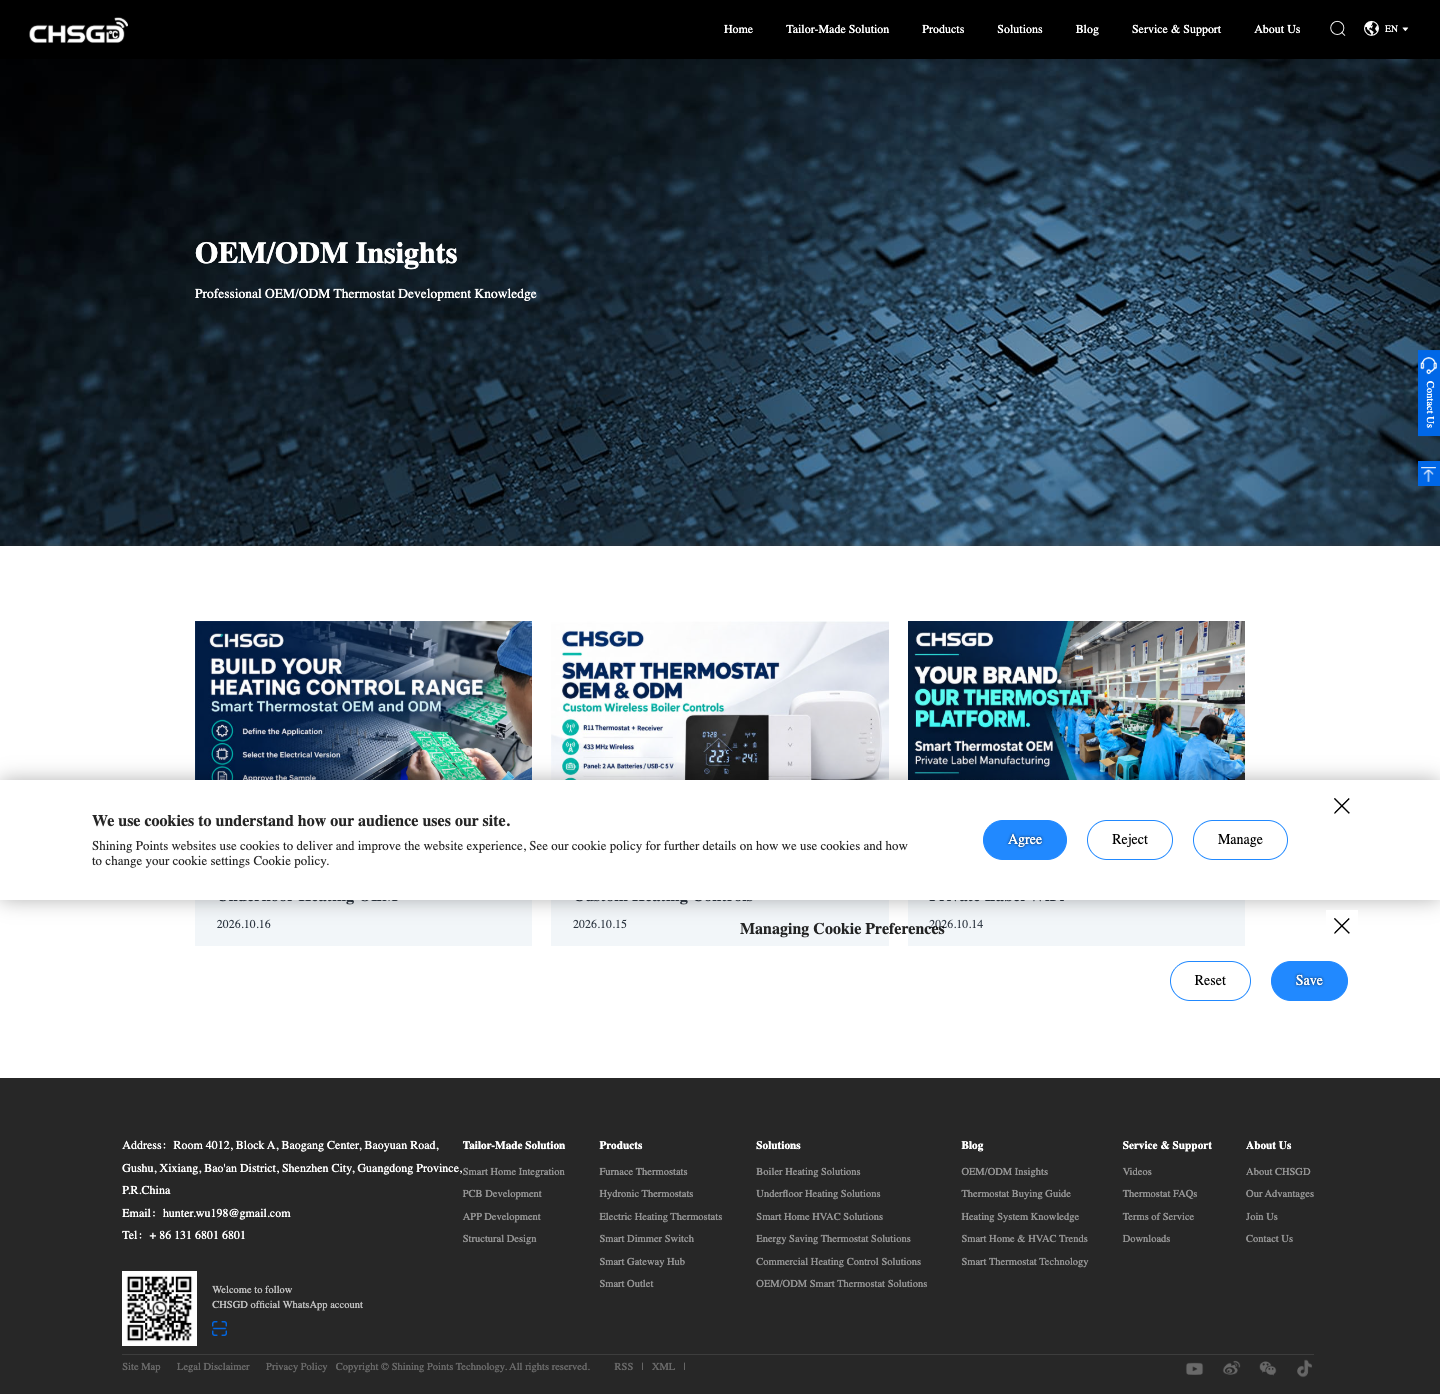 CHSGD
Home
Tailor-Made Solution
Products
Solutions
Blog
Service & Support
About Us
EN
OEM/ODM Insights
Professional OEM/ODM Thermostat Development Knowledge
Contact Us
CHSGD
BUILD YOUR
HEATING CONTROL RANGE
Smart Thermostat OEM and ODM
Define the Application
Select the Electrical Version
Approve the Sample
CHSGD
SMART THERMOSTAT
OEM & ODM
Custom Wireless Boiler Controls
R11 Thermostat + Receiver
433 MHz Wireless
Panel: 2 AA Batteries / USB-C 5 V
CHSGD
YOUR BRAND.
OUR THERMOSTAT
PLATFORM.
Smart Thermostat OEM
Private Label Manufacturing
We use cookies to understand how our audience uses our site.
Shining Points websites use cookies to deliver and improve the website experience, See our cookie policy for further details on how we use cookies and how
to change your cookie settings Cookie policy.
Agree
Reject
Manage
2026.10.16
2026.10.15
2026.10.14
Managing Cookie Preferences
Reset
Save
Address：Room 4012, Block A, Baogang Center, Baoyuan Road,
Gushu, Xixiang, Bao'an District, Shenzhen City, Guangdong Province,
P.R.China
Email：hunter.wu198@gmail.com
Tel：+ 86 131 6801 6801
Welcome to follow
CHSGD official WhatsApp account
Tailor-Made Solution
Smart Home Integration
PCB Development
APP Development
Structural Design
Products
Furnace Thermostats
Hydronic Thermostats
Electric Heating Thermostats
Smart Dimmer Switch
Smart Gateway Hub
Smart Outlet
Solutions
Boiler Heating Solutions
Underfloor Heating Solutions
Smart Home HVAC Solutions
Energy Saving Thermostat Solutions
Commercial Heating Control Solutions
OEM/ODM Smart Thermostat Solutions
Blog
OEM/ODM Insights
Thermostat Buying Guide
Heating System Knowledge
Smart Home & HVAC Trends
Smart Thermostat Technology
Service & Support
Videos
Thermostat FAQs
Terms of Service
Downloads
About Us
About CHSGD
Our Advantages
Join Us
Contact Us
Site Map
Legal Disclaimer
Privacy Policy
Copyright © Shining Points Technology. All rights reserved.
RSS
XML